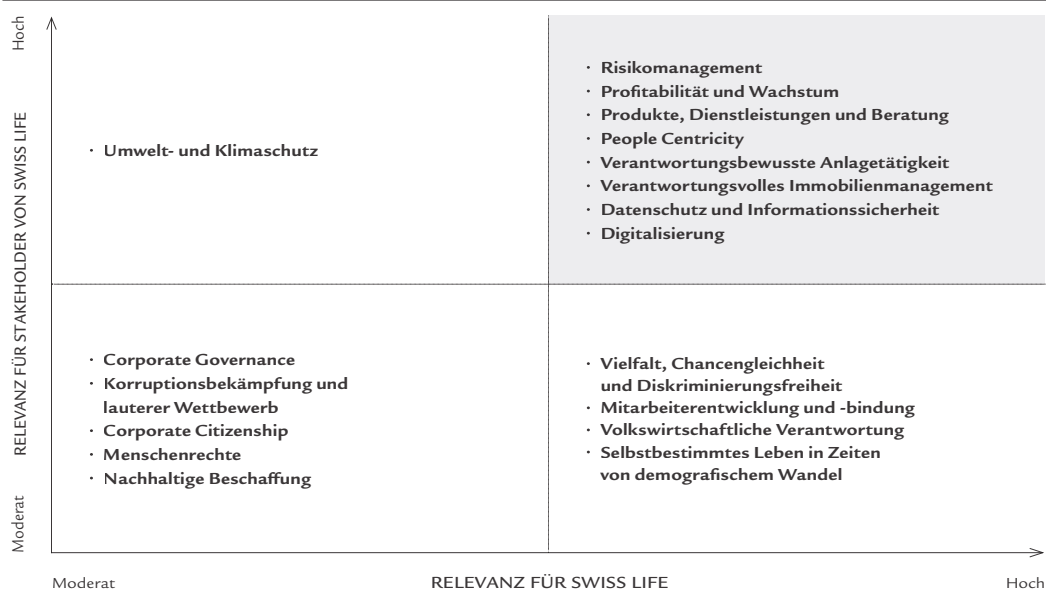 Hoch
RELEVANZ FÜR STAKEHOLDER VON SWISS LIFE
Moderat
· Umwelt- und Klimaschutz
· Risikomanagement
· Profitabilität und Wachstum
· Produkte, Dienstleistungen und Beratung
· People Centricity
· Verantwortungsbewusste Anlagetätigkeit
· Verantwortungsvolles Immobilienmanagement
· Datenschutz und Informationssicherheit
· Digitalisierung
· Corporate Governance
· Korruptionsbekämpfung und
lauterer Wettbewerb
· Corporate Citizenship
· Menschenrechte
· Nachhaltige Beschaffung
· Vielfalt, Chancengleichheit
und Diskriminierungsfreiheit
· Mitarbeiterentwicklung und -bindung
· Volkswirtschaftliche Verantwortung
· Selbstbestimmtes Leben in Zeiten
von demografischem Wandel
Moderat
RELEVANZ FÜR SWISS LIFE
Hoch